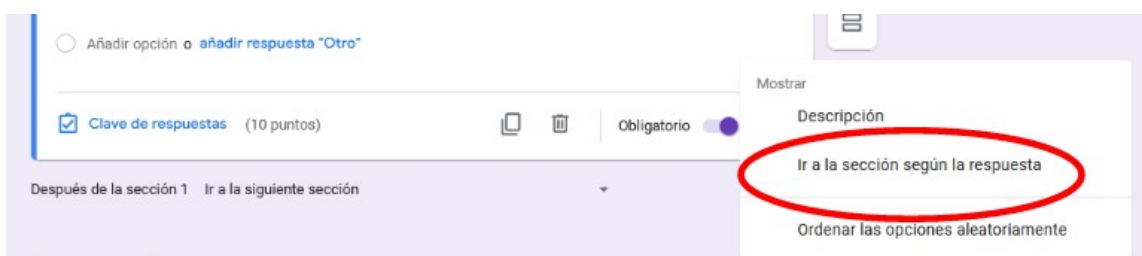 Añadir opción o añadir respuesta "Otro"
Mostrar
Descripción
Clave de respuestas (10 puntos) Obligatorio
Ir a la sección según la respuesta
Después de la sección 1 Ir a la siguiente sección
Ordenar las opciones aleatoriamente